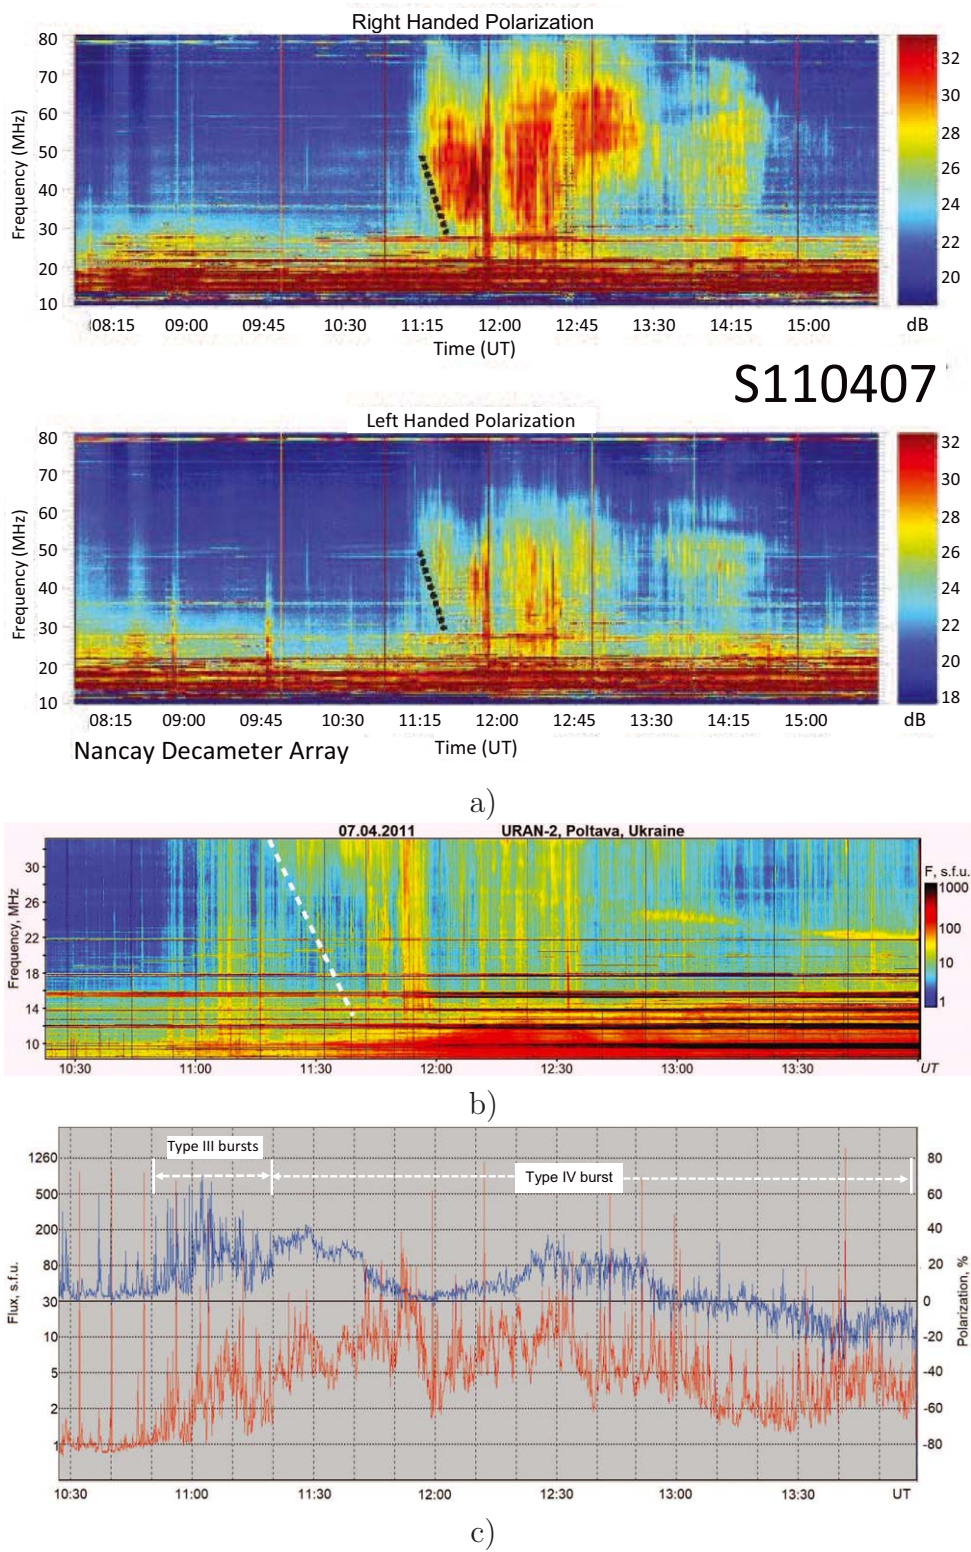 Right Handed Polarization
80
70
60
50
40
30
20
10
Frequency (MHz)
08:15 09:00 09:45 10:30 11:15 12:00 12:45 13:30 14:15 15:00
Time (UT)
32
30
28
26
24
22
20
dB
S110407
Left Handed Polarization
80
70
60
50
40
30
20
10
Frequency (MHz)
08:15 09:00 09:45 10:30 11:15 12:00 12:45 13:30 14:15 15:00
Time (UT)
32
30
28
26
24
22
20
18
dB
Nancay Decameter Array
a)
07.04.2011 URAN-2, Poltava, Ukraine
30
26
22
18
14
10
Frequency, MHz
10:30 11:00 11:30 12:00 12:30 13:00 13:30 UT
F, s.f.u.
1000
100
10
1
b)
Type III bursts
Type IV burst
1260
500
200
80
30
10
5
2
1
Flux, s.f.u.
80
60
40
20
0
-20
-40
-60
-80
Polarization, %
10:30 11:00 11:30 12:00 12:30 13:00 13:30 UT
c)